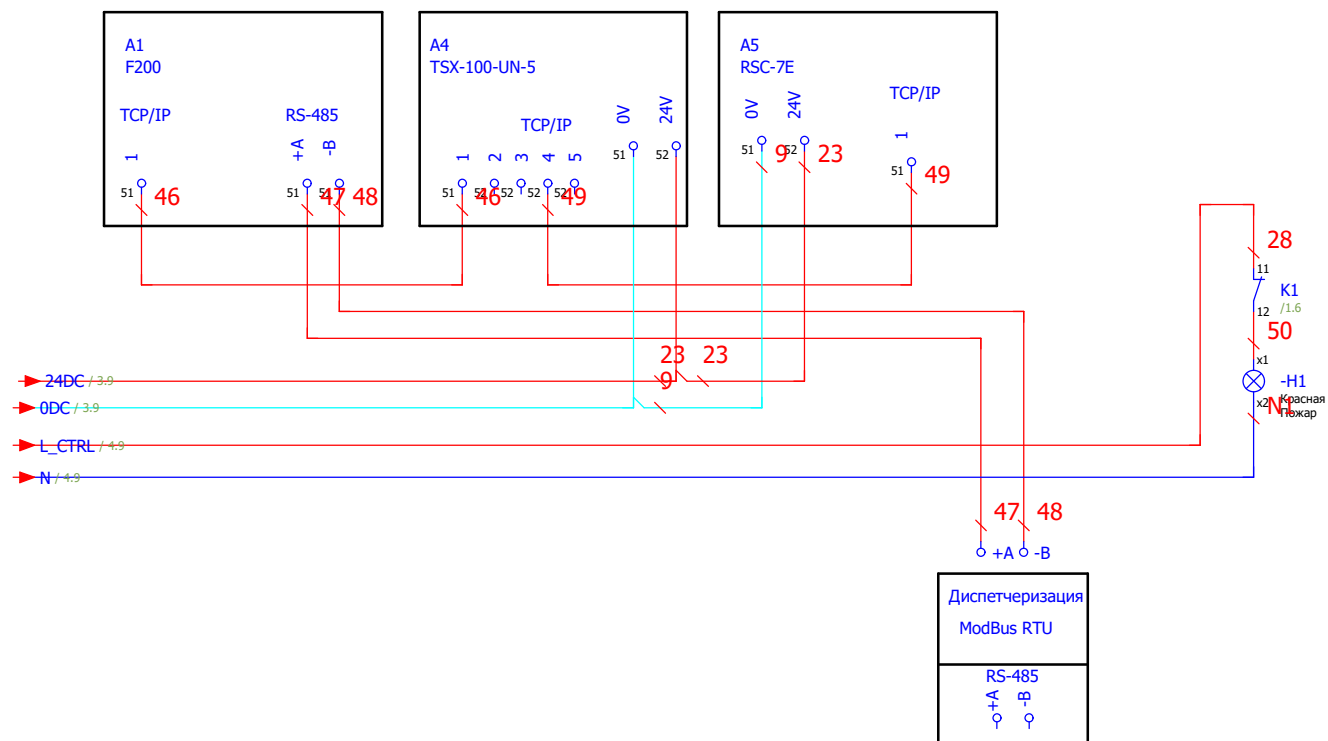 A1
F200
TCP/IP
RS-485
1
+A
-B
51
46
51
47
51
48
A4
TSX-100-UN-5
TCP/IP
0V
24V
1
2
3
4
5
51
52
51
46
52
52
52
49
52
A5
RSC-7E
TCP/IP
0V
24V
1
51
9
52
23
51
49
28
11
K1
/1.6
12
50
x1
-H1
x2
Красная
Пожар
N1
23
23
9
24DC / 3.9
0DC / 3.9
L_CTRL / 4.9
N / 4.9
47
48
+A
-B
Диспетчеризация
ModBus RTU
RS-485
+A
-B